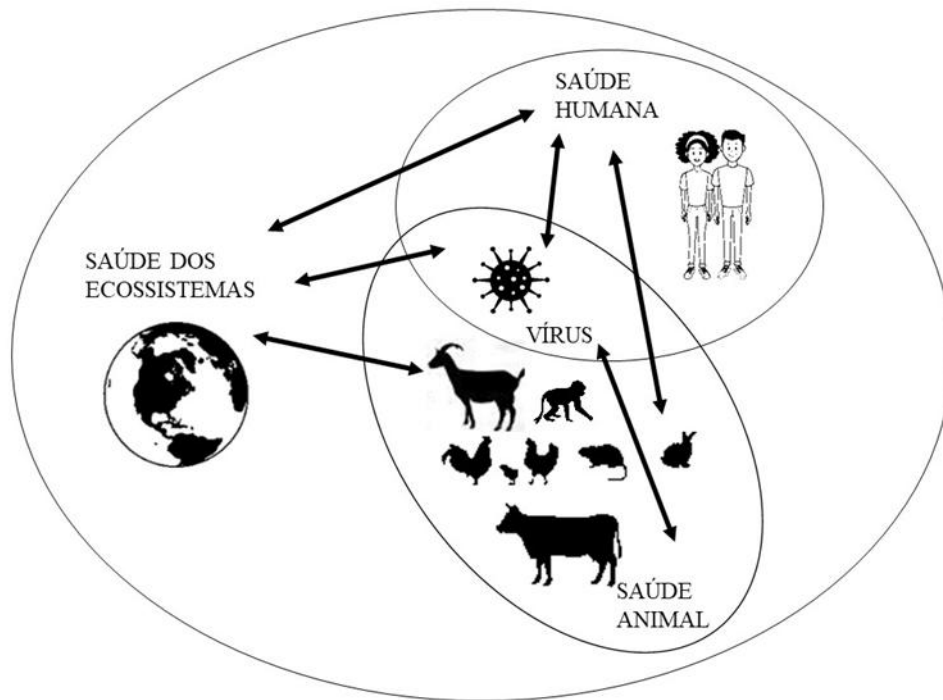 SAÚDE
HUMANA
SAÚDE DOS
ECOSSISTEMAS
VÍRUS
SAÚDE
ANIMAL